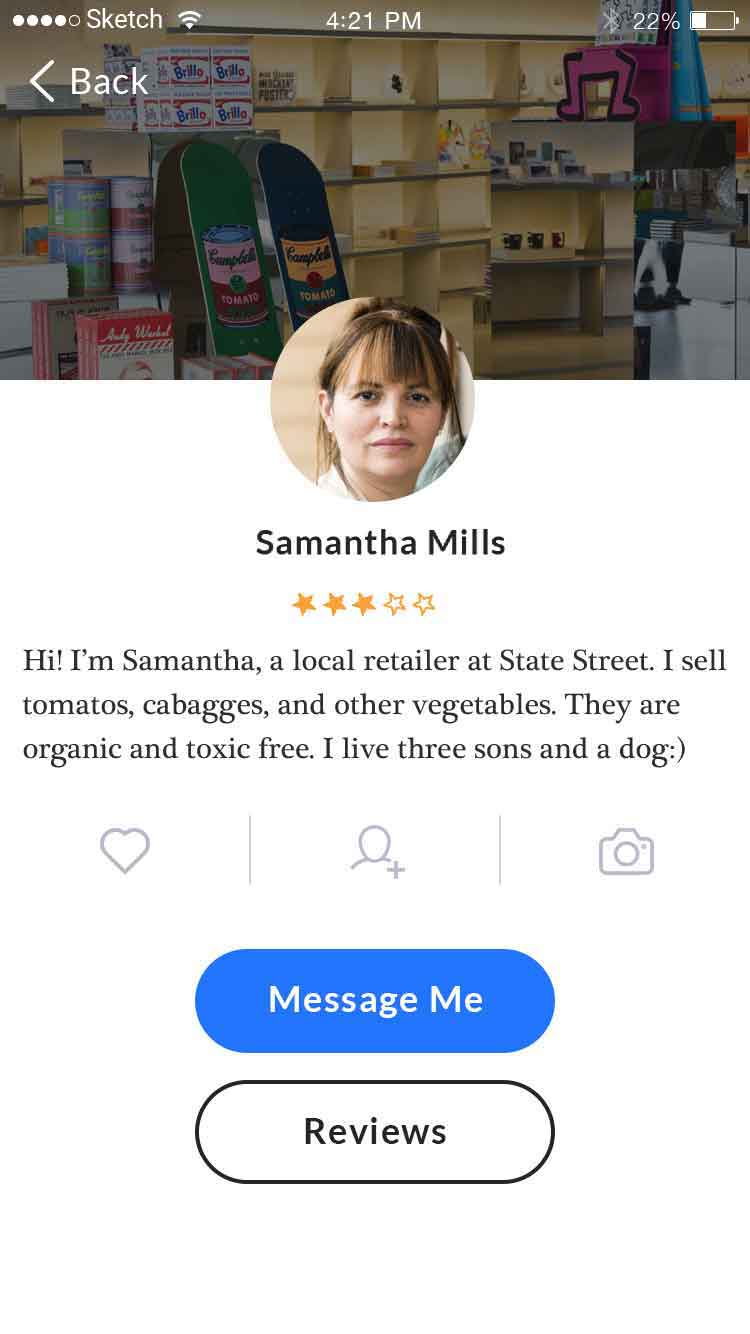 Sketch 4:21 PM 22%
Back
Brillo Brillo
Brillo Brillo
Campbell's Campbell's
TOMATO TOMATO
Andy Warhol
Samantha Mills
Hi! I’m Samantha, a local retailer at State Street. I sell
tomatos, cabagges, and other vegetables. They are
organic and toxic free. I live three sons and a dog:)
Message Me
Reviews